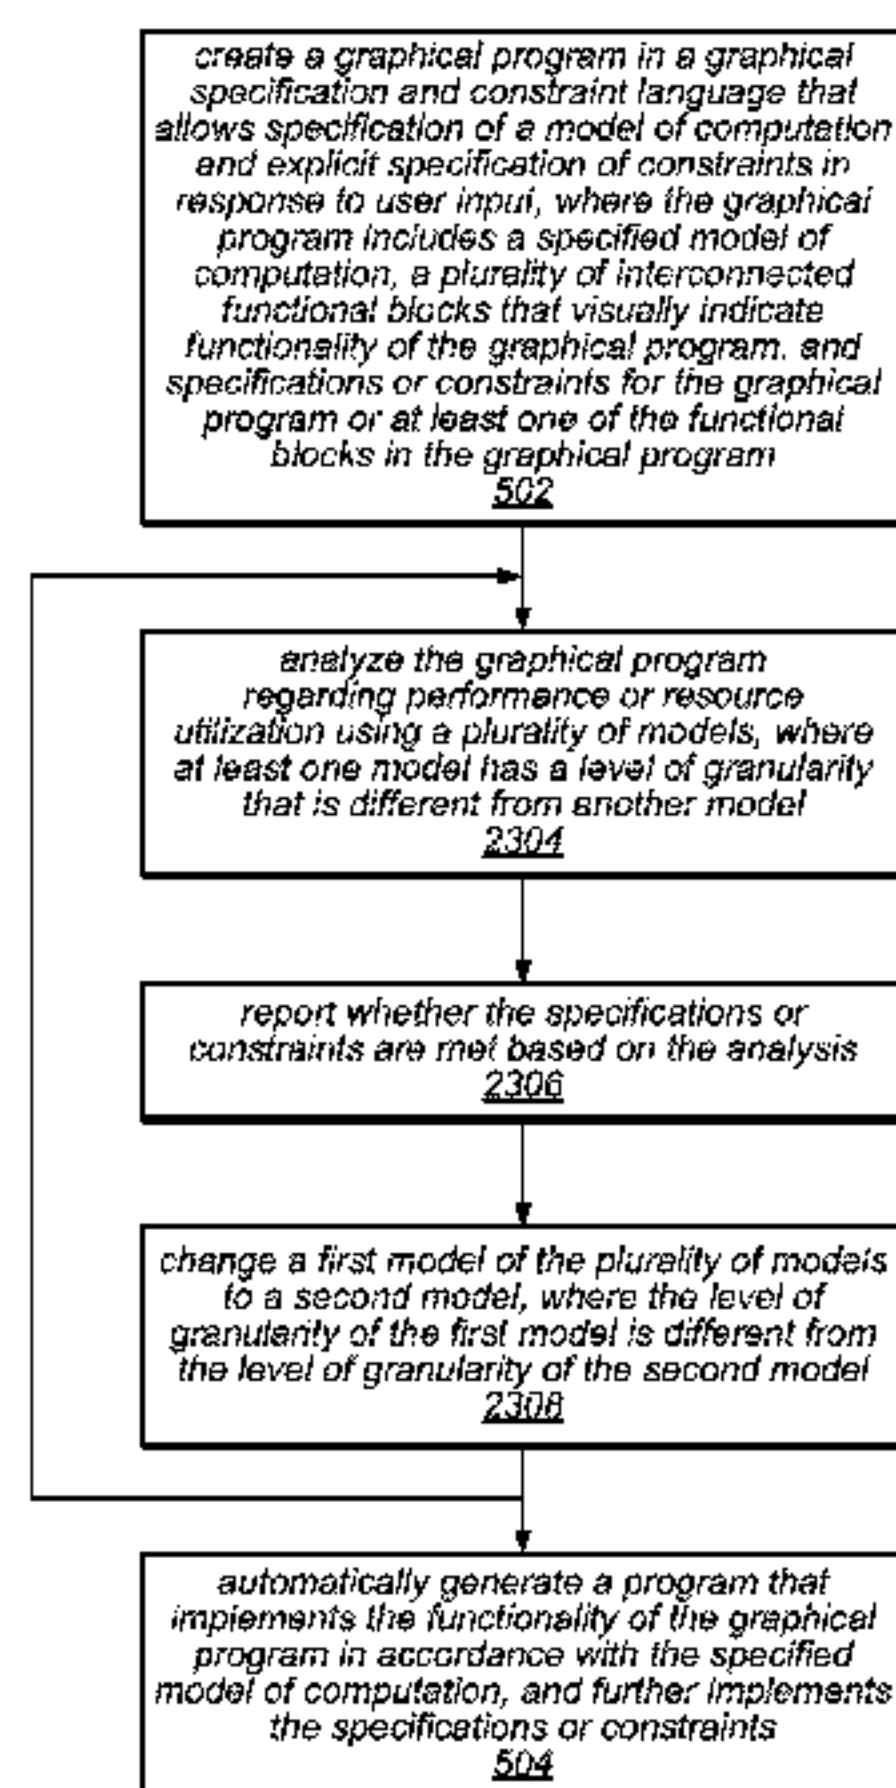 create a graphical program in a graphical
specification and constraint language that
allows specification of a model of computation
and explicit specification of constraints in
response to user input, where the graphical
program includes a specified model of
computation, a plurality of interconnected
functional blocks that visually indicate
functionality of the graphical program. and
specifications or constraints for the graphical
program or at least one of the functional
blocks in the graphical program
502
analyze the graphical program
regarding performance or resource
utilization using a plurality of models, where
at least one model has a level of granularity
that is different from another model
2304
report whether the specifications or
constraints are met based on the analysis
2306
change a first model of the plurality of models
to a second model, where the level of
granularity of the first model is different from
the level of granularity of the second model
2308
automatically generate a program that
implements the functionality of the graphical
program in accordance with the specified
model of computation, and further implements
the specifications or constraints
504